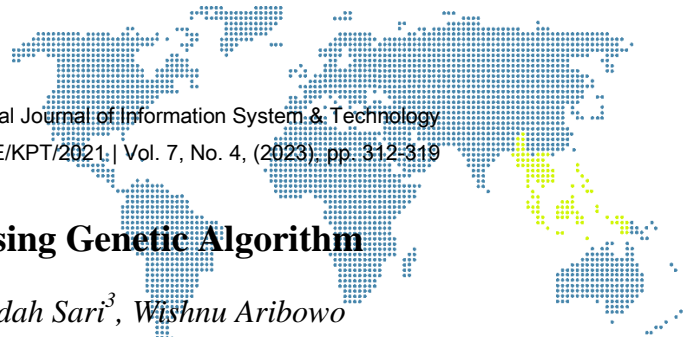 al Journal of Information System & Technology
E/KPT/2021 | Vol. 7, No. 4, (2023), pp. 312-319
sing Genetic Algorithm
dah Sari3, Wishnu Aribowo